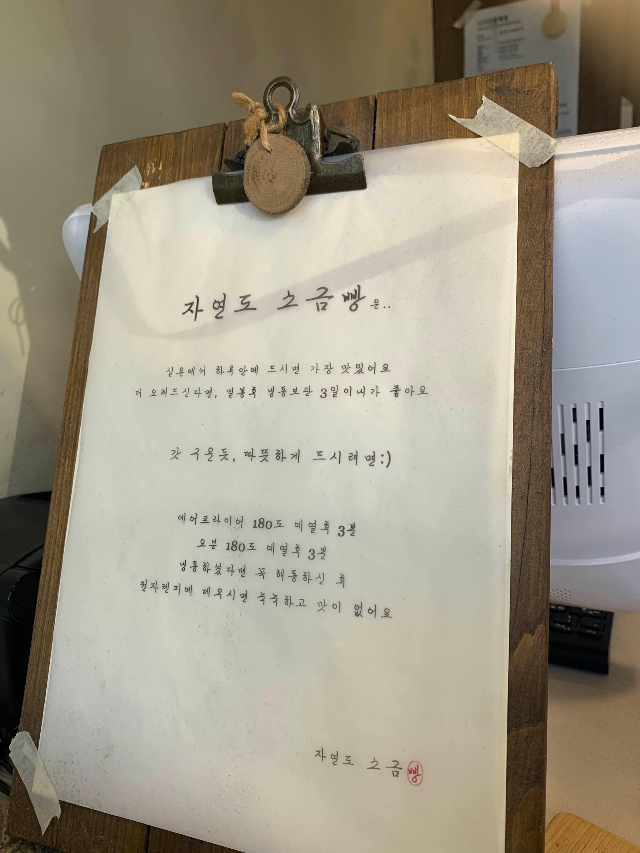 자연도 소금빵은..
실온에서 하루안에 드시면 가장 맛있어요
더 오래드신다면, 밀봉후 냉동보관 3일이내가 좋아요
갓 구운듯, 따뜻하게 드시려면:)
에어프라이어 180도 예열후 3분
오븐 180도 예열후 3분
냉동하셨다면 꼭 해동하신 후
전자렌지에 데우시면 눅눅하고 맛이 없어요
자연도 소금빵